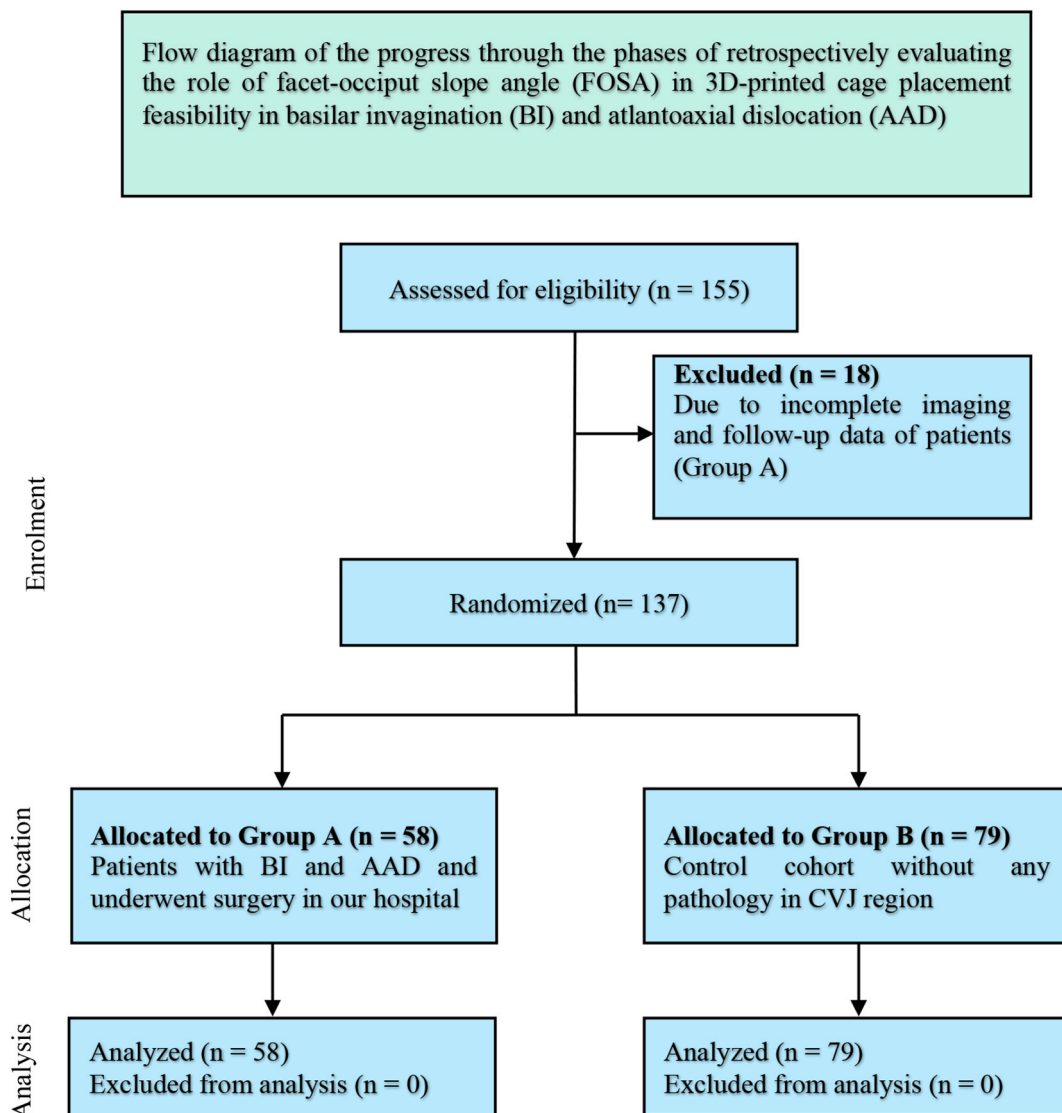 Flow diagram of the progress through the phases of retrospectively evaluating
the role of facet-occiput slope angle (FOSA) in 3D-printed cage placement
feasibility in basilar invagination (BI) and atlantoaxial dislocation (AAD)
Assessed for eligibility (n = 155)
Excluded (n = 18)
Due to incomplete imaging
and follow-up data of patients
(Group A)
Enrolment
Randomized (n= 137)
Allocation
Allocated to Group A (n = 58)
Patients with BI and AAD and
underwent surgery in our hospital
Allocated to Group B (n = 79)
Control cohort without any
pathology in CVJ region
Analysis
Analyzed (n = 58)
Excluded from analysis (n = 0)
Analyzed (n = 79)
Excluded from analysis (n = 0)